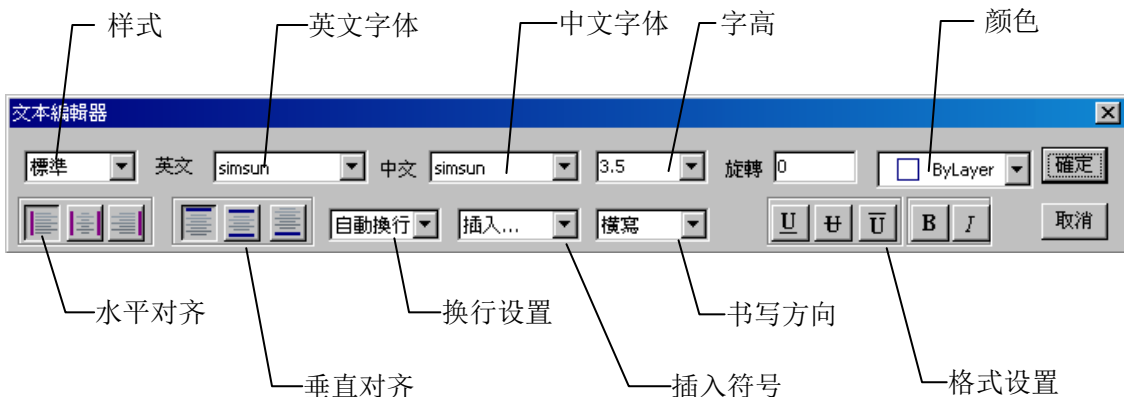 样式 英文字体 中文字体 字高 颜色
文本編輯器
標準 英文 simsun 中文 simsun 3.5 旋轉 0 ByLayer 確定
自動換行 插入... 橫寫 U U U B I 取消
水平对齐 换行设置 书写方向
垂直对齐 插入符号 格式设置